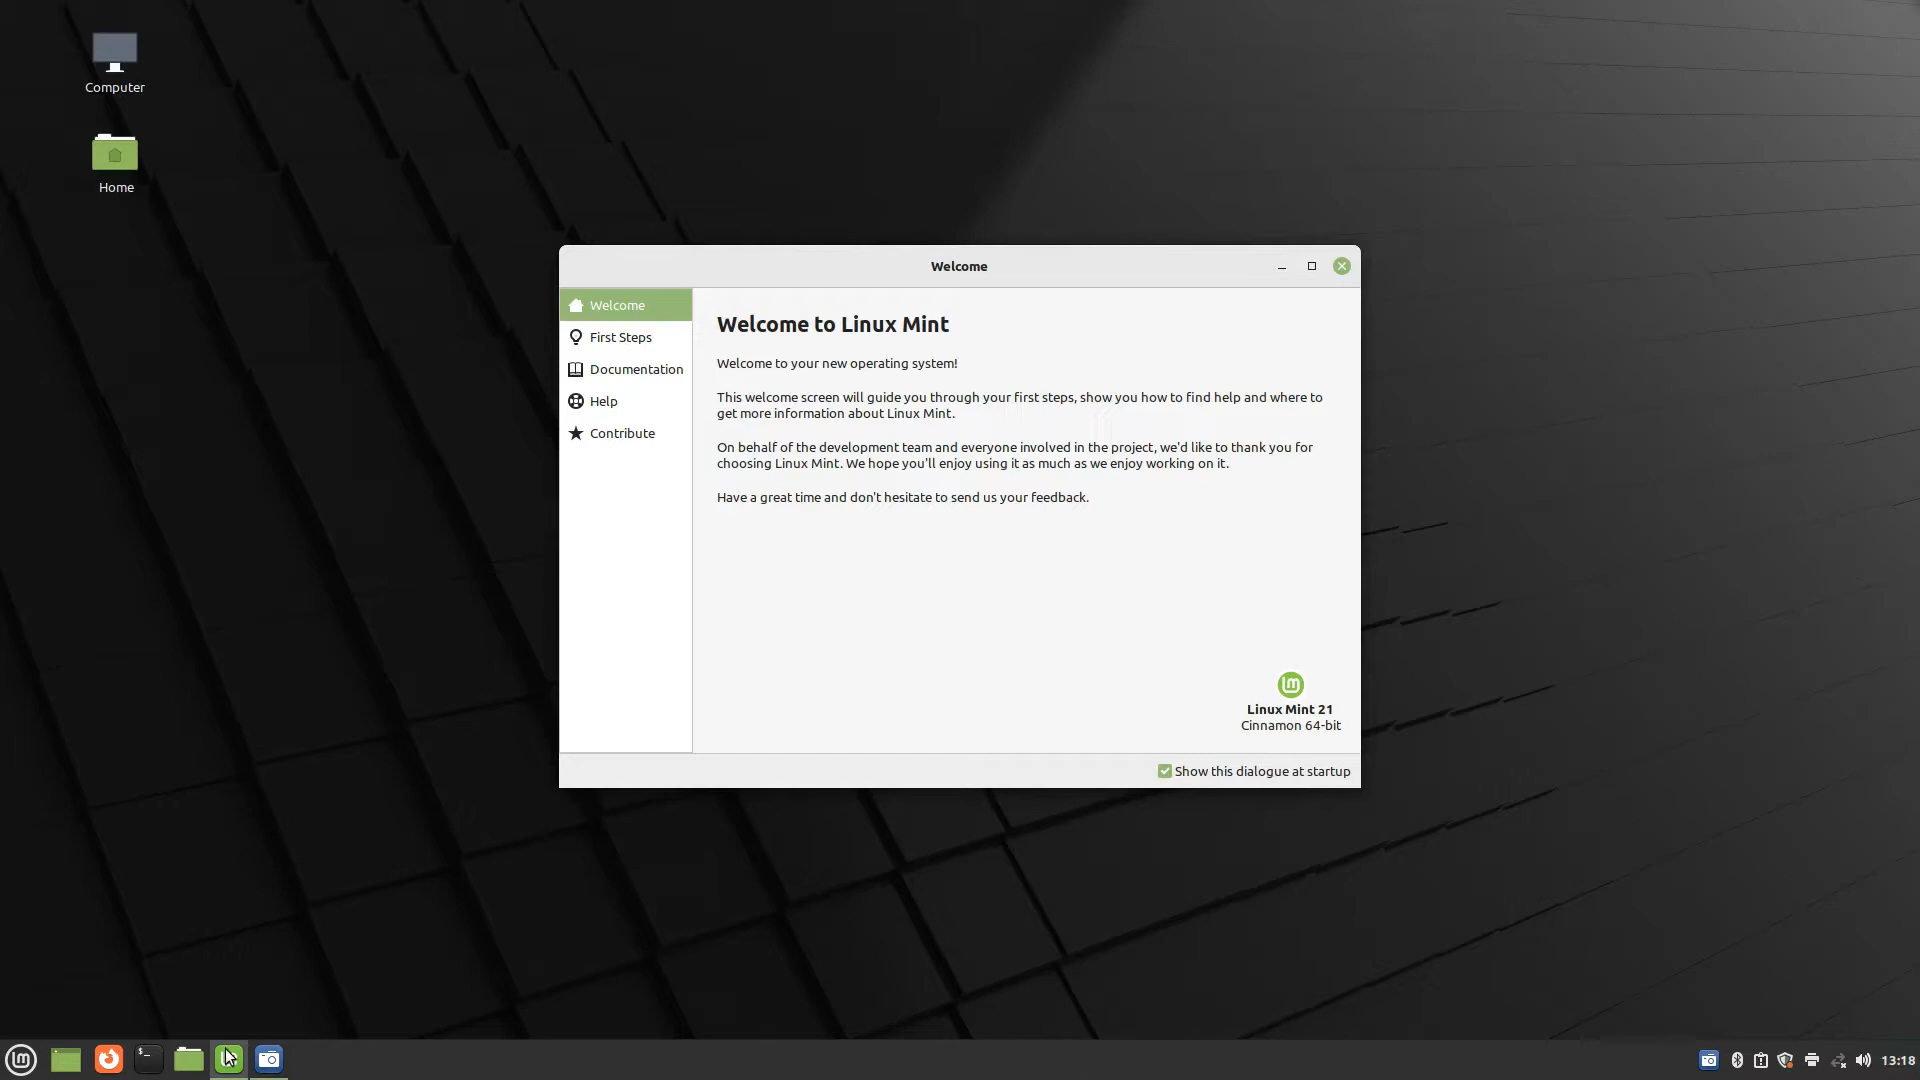 Computer
Home
Welcome
Welcome
First Steps
Documentation
Help
Contribute
Welcome to Linux Mint
Welcome to your new operating system!
This welcome screen will guide you through your first steps, show you how to find help and where to
get more information about Linux Mint.
On behalf of the development team and everyone involved in the project, we'd like to thank you for
choosing Linux Mint. We hope you'll enjoy using it as much as we enjoy working on it.
Have a great time and don't hesitate to send us your feedback.
Linux Mint 21
Cinnamon 64-bit
Show this dialogue at startup
13:18